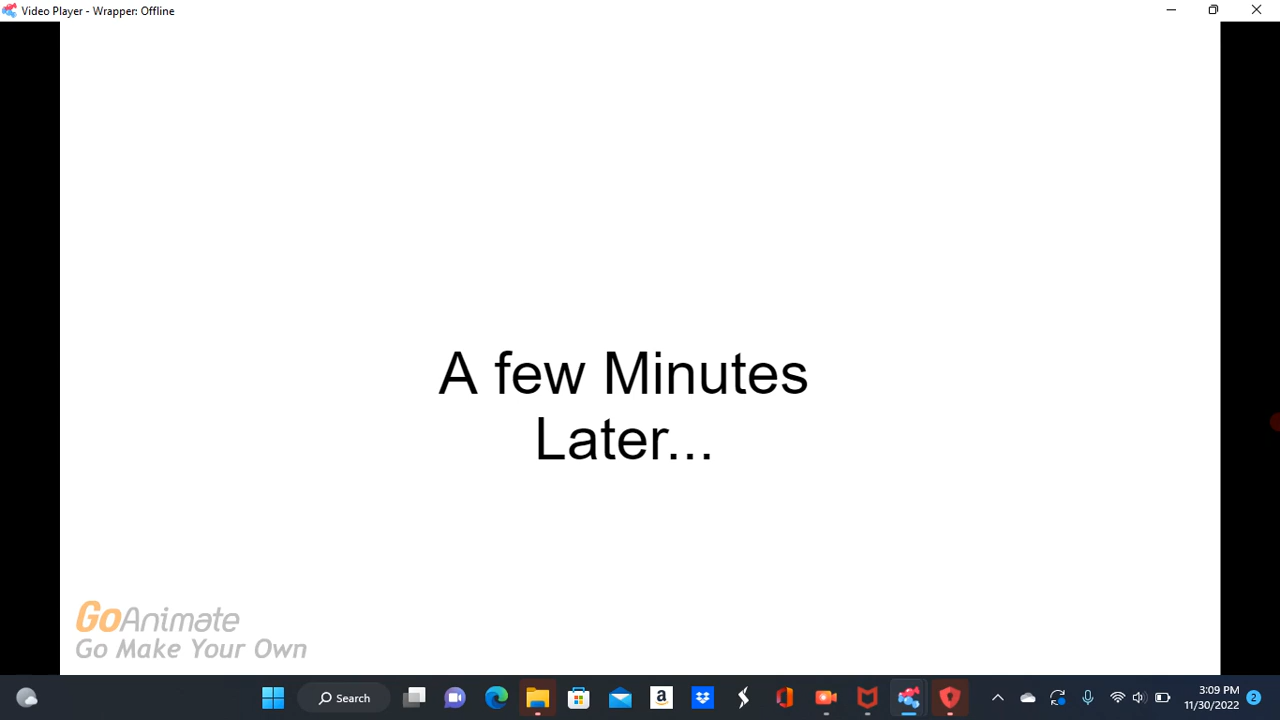 Video Player - Wrapper: Offline
A few Minutes
Later...
GoAnimate
Go Make Your Own
Search
a
3:09 PM
11/30/2022
2